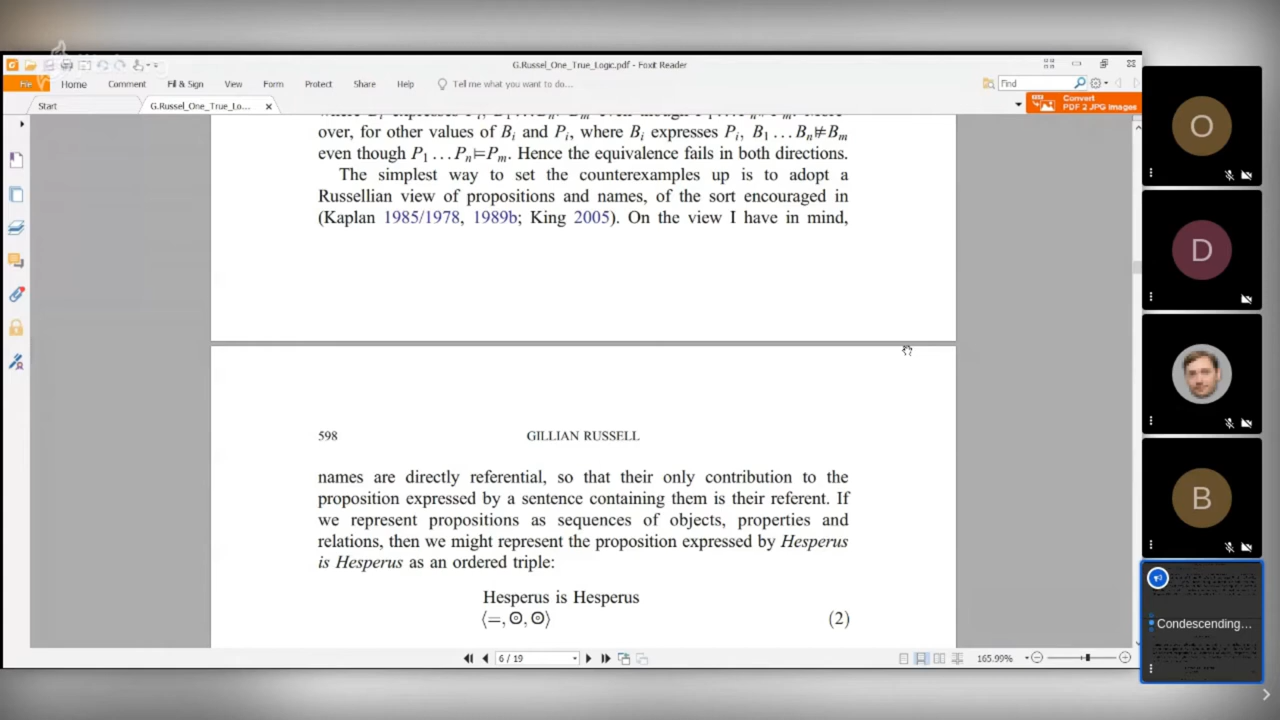 G.Russel_One_True_Logic.pdf - Foxit Reader
File Home Comment Fill & Sign View Form Protect Share Help Tell me what you want to do... Find
Start G.Russel_One_True_Lo... Convert
PDF 2 JPG Images
over, for other values of Bi and Pi, where Bi expresses Pi, B1...Bn⊭Bm
even though P1...Pn⊨Pm. Hence the equivalence fails in both directions.
The simplest way to set the counterexamples up is to adopt a
Russellian view of propositions and names, of the sort encouraged in
(Kaplan 1985/1978, 1989b; King 2005). On the view I have in mind,
598 GILLIAN RUSSELL
names are directly referential, so that their only contribution to the
proposition expressed by a sentence containing them is their referent. If
we represent propositions as sequences of objects, properties and
relations, then we might represent the proposition expressed by Hesperus
is Hesperus as an ordered triple:
Hesperus is Hesperus
⟨=,⊙,⊙⟩ (2)
6 / 19 165.99%
O
D
B
Condescending...